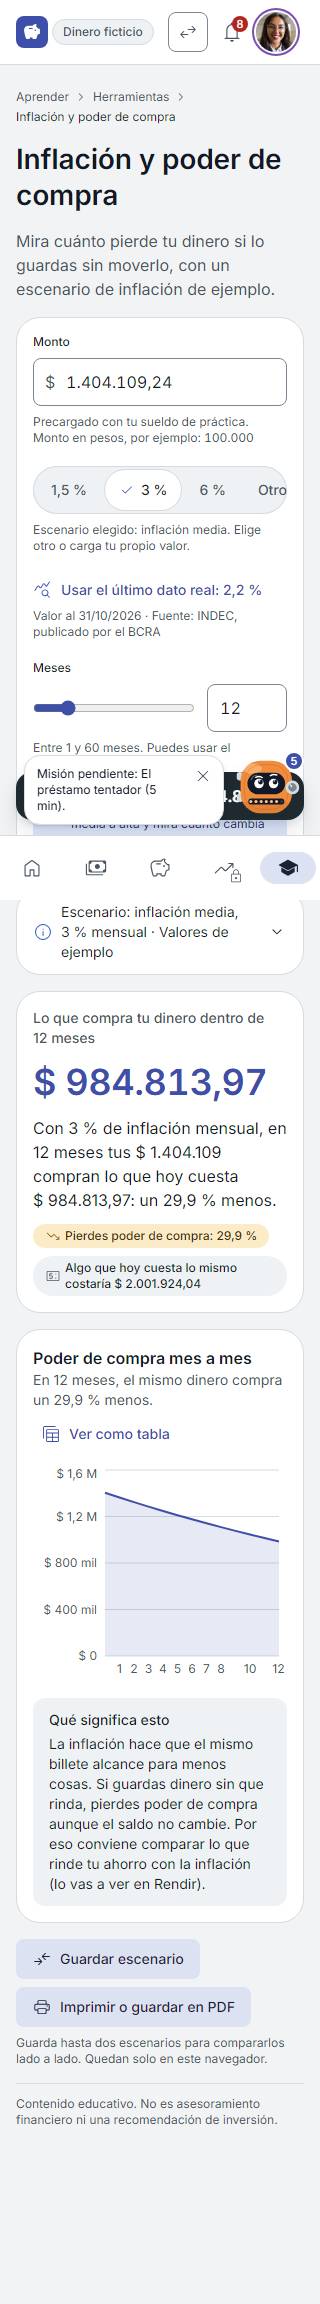 Dinero ficticio
8
Aprender
Herramientas
Inflación y poder de compra
Inflación y poder de
compra
Mira cuánto pierde tu dinero si lo
guardas sin moverlo, con un
escenario de inflación de ejemplo.
Monto
$ 1.404.109,24
Precargado con tu sueldo de práctica.
Monto en pesos, por ejemplo: 100.000
1,5 %
3 %
6 %
Otro
Escenario elegido: inflación media. Elige
otro o carga tu propio valor.
Usar el último dato real: 2,2 %
Valor al 31/10/2026 · Fuente: INDEC,
publicado por el BCRA
Meses
12
Entre 1 y 60 meses. Puedes usar el
Misión pendiente: El
préstamo tentador (5
min).
5
media a alta y mira cuánto cambia
Escenario: inflación media,
3 % mensual · Valores de
ejemplo
Lo que compra tu dinero dentro de
12 meses
$ 984.813,97
Con 3 % de inflación mensual, en
12 meses tus $ 1.404.109
compran lo que hoy cuesta
$ 984.813,97: un 29,9 % menos.
Pierdes poder de compra: 29,9 %
Algo que hoy cuesta lo mismo
costaría $ 2.001.924,04
Poder de compra mes a mes
En 12 meses, el mismo dinero compra
un 29,9 % menos.
Ver como tabla
$ 1,6 M
$ 1,2 M
$ 800 mil
$ 400 mil
$ 0
1 2 3 4 5 6 7 8 10 12
Qué significa esto
La inflación hace que el mismo
billete alcance para menos
cosas. Si guardas dinero sin que
rinda, pierdes poder de compra
aunque el saldo no cambie. Por
eso conviene comparar lo que
rinde tu ahorro con la inflación
(lo vas a ver en Rendir).
Guardar escenario
Imprimir o guardar en PDF
Guarda hasta dos escenarios para compararlos
lado a lado. Quedan solo en este navegador.
Contenido educativo. No es asesoramiento
financiero ni una recomendación de inversión.